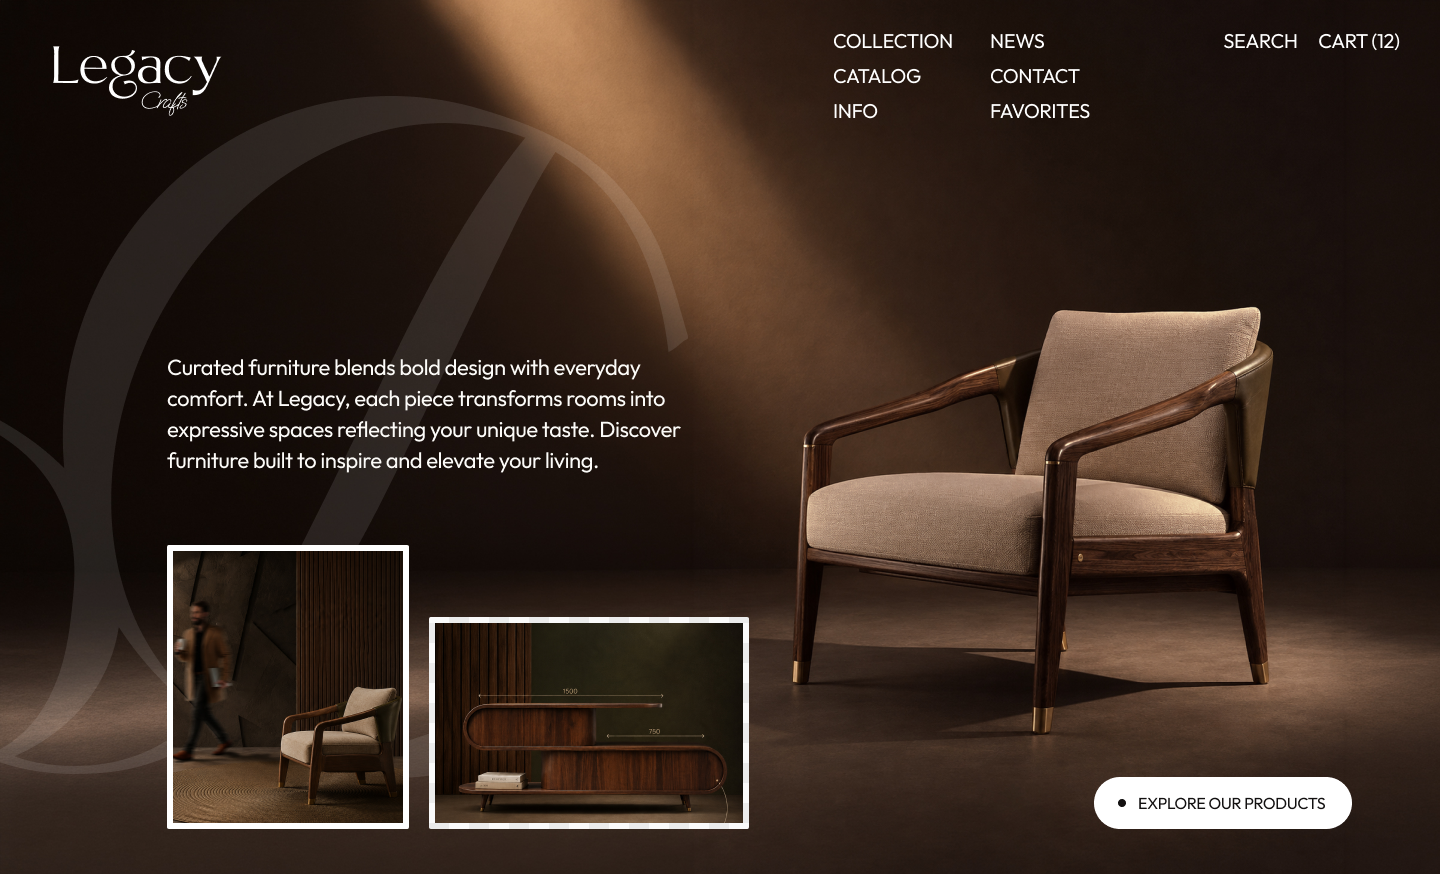 Legacy
Crafts
COLLECTION
CATALOG
INFO
NEWS
CONTACT
FAVORITES
SEARCH
CART (12)
Curated furniture blends bold design with everyday
comfort. At Legacy, each piece transforms rooms into
expressive spaces reflecting your unique taste. Discover
furniture built to inspire and elevate your living.
1500
750
EXPLORE OUR PRODUCTS